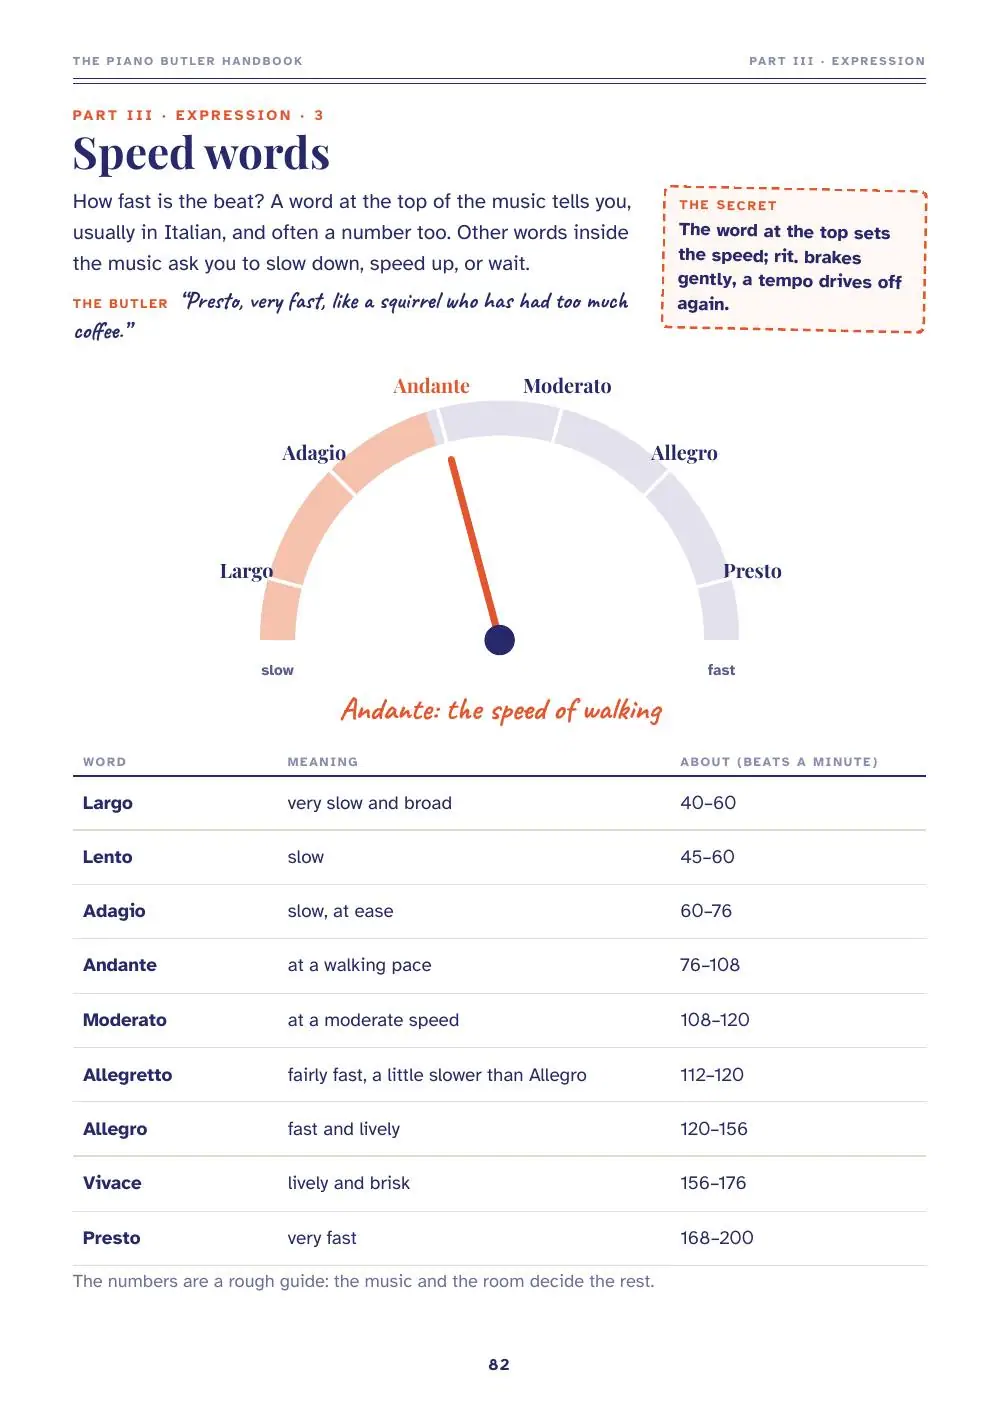 THE PIANO BUTLER HANDBOOK
PART III · EXPRESSION
PART III · EXPRESSION · 3
Speed words
How fast is the beat? A word at the top of the music tells you,
usually in Italian, and often a number too. Other words inside
the music ask you to slow down, speed up, or wait.
THE BUTLER “Presto, very fast, like a squirrel who has had too much
coffee.”
THE SECRET
The word at the top sets
the speed; rit. brakes
gently, a tempo drives off
again.
Andante
Moderato
Adagio
Allegro
Largo
Presto
slow
fast
Andante: the speed of walking
WORD MEANING ABOUT (BEATS A MINUTE)
Largo very slow and broad 40–60
Lento slow 45–60
Adagio slow, at ease 60–76
Andante at a walking pace 76–108
Moderato at a moderate speed 108–120
Allegretto fairly fast, a little slower than Allegro 112–120
Allegro fast and lively 120–156
Vivace lively and brisk 156–176
Presto very fast 168–200
The numbers are a rough guide: the music and the room decide the rest.
82